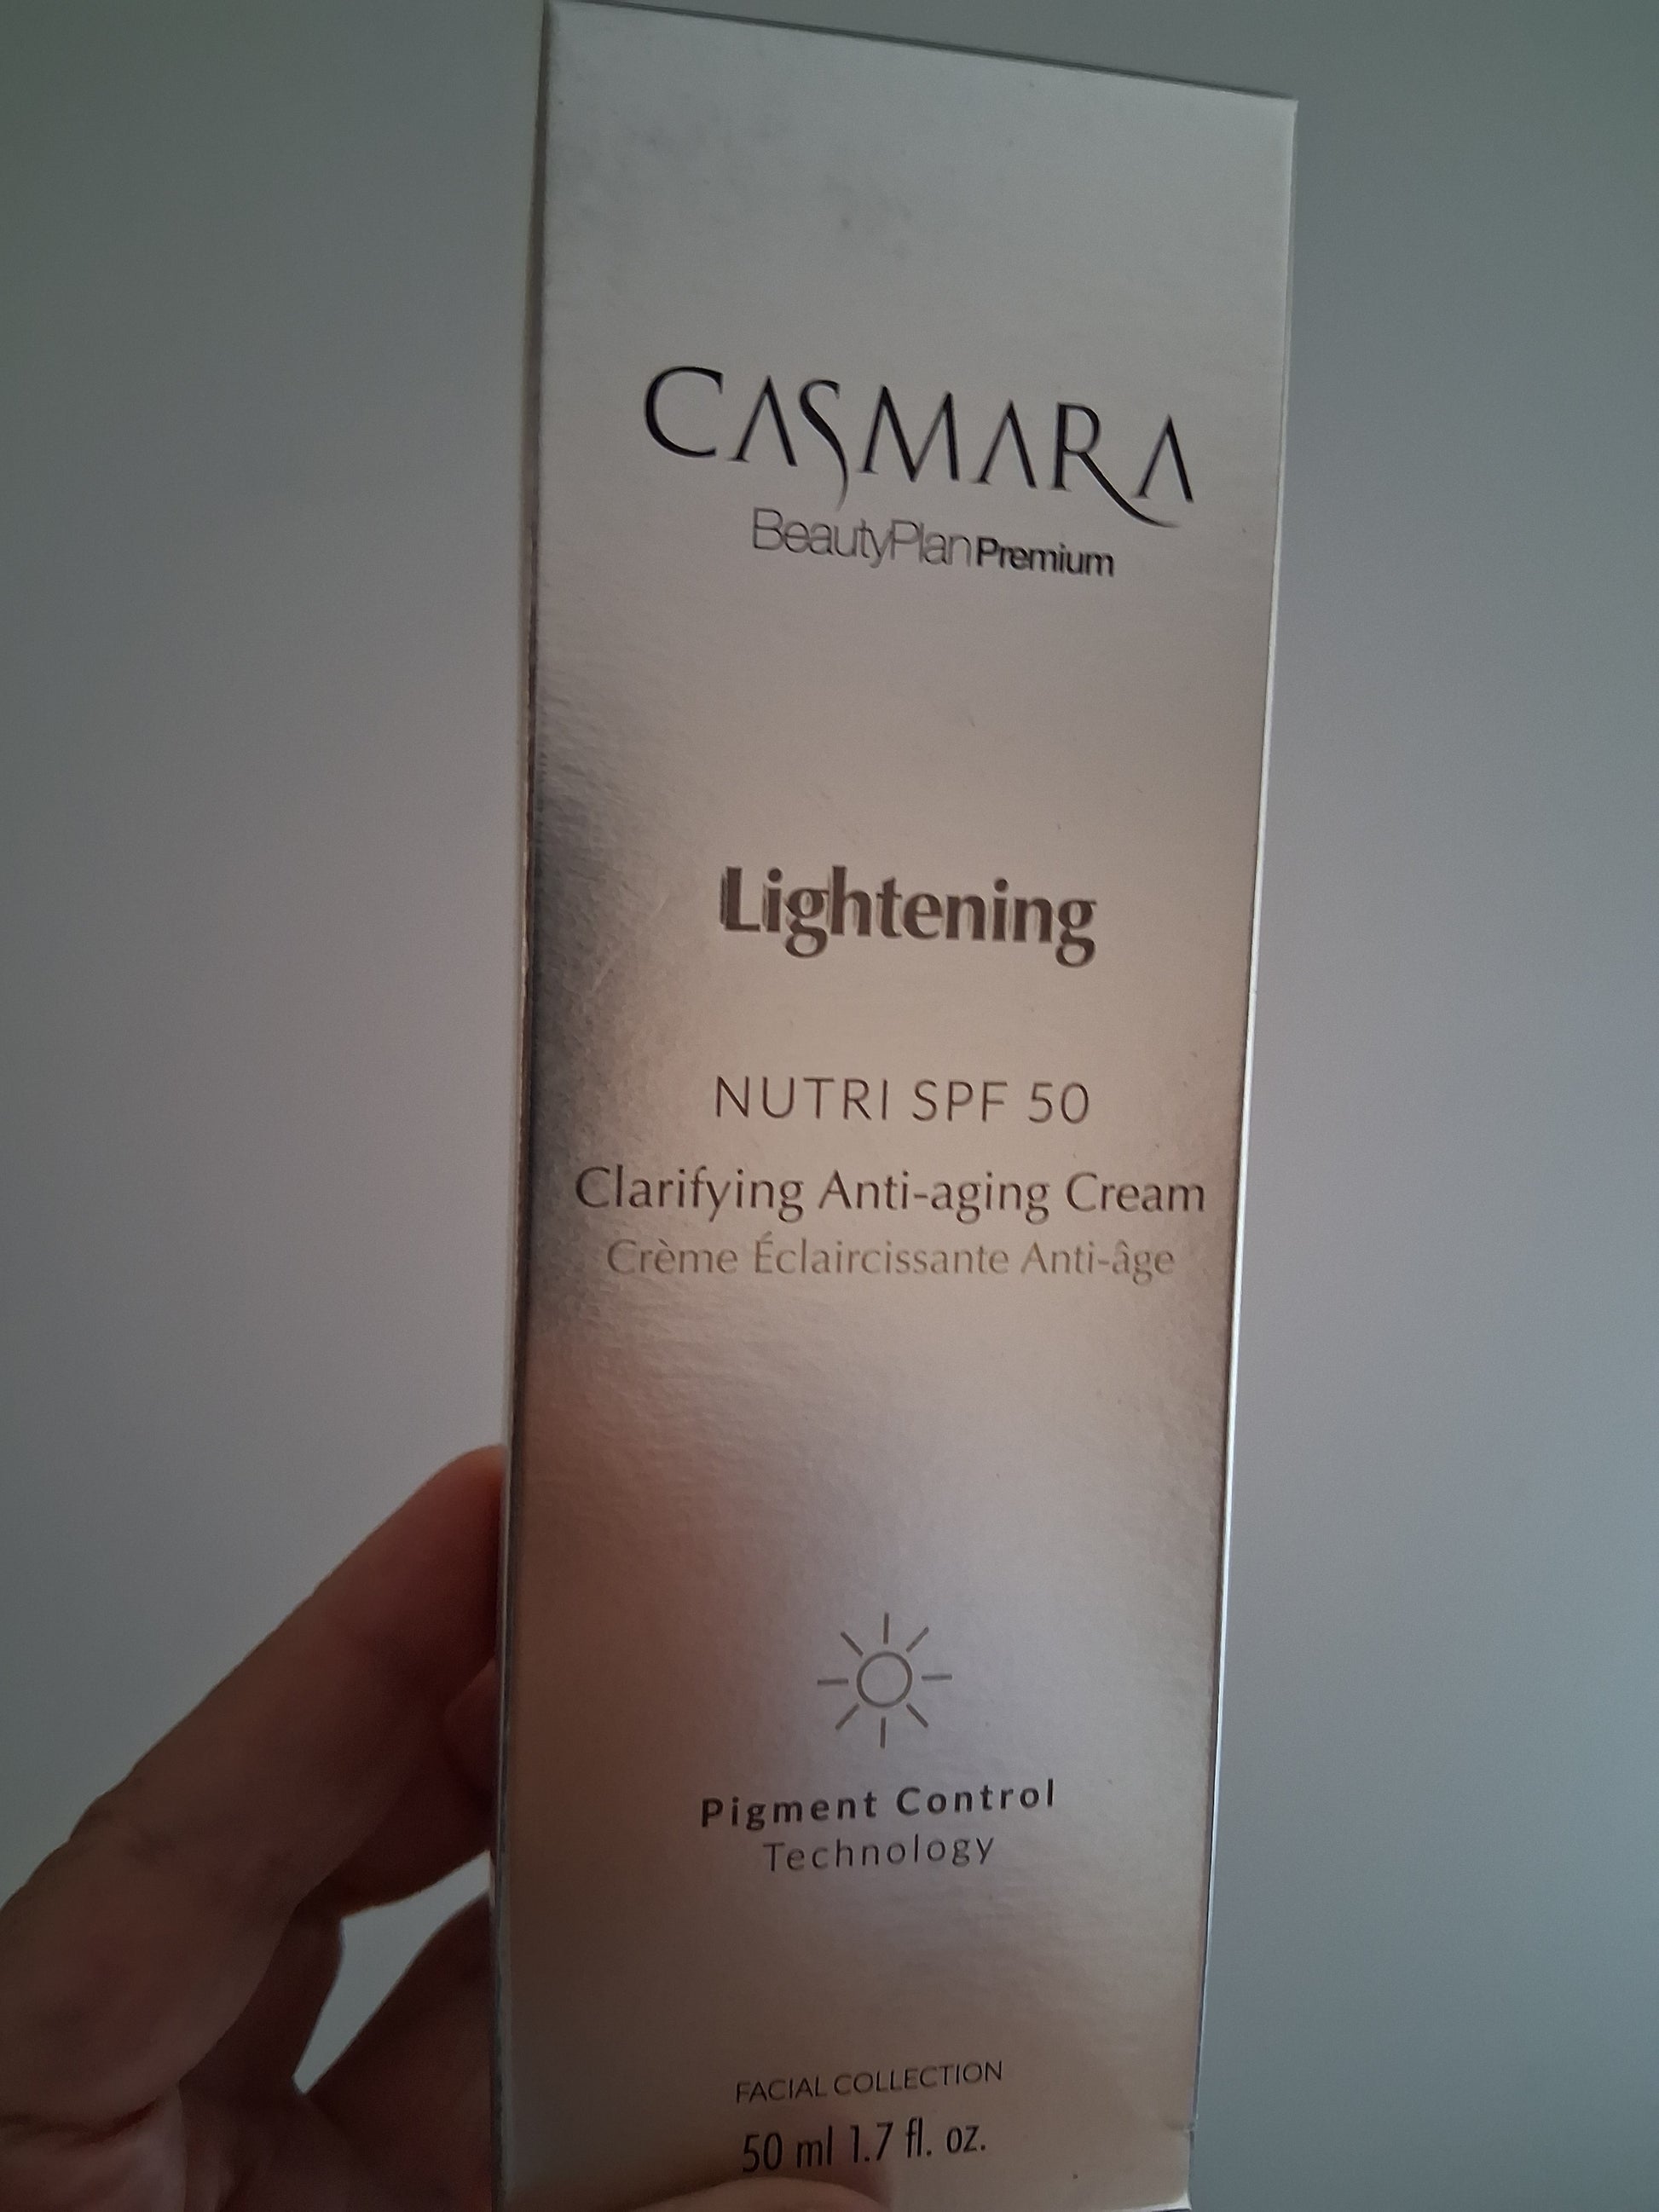 CASMARA
BeautyPlan Premium
Lightening
NUTRI SPF 50
Clarifying Anti-aging Cream
Crème Éclaircissante Anti-âge
Pigment Control
Technology
FACIAL COLLECTION
50 ml 1.7 fl. oz.